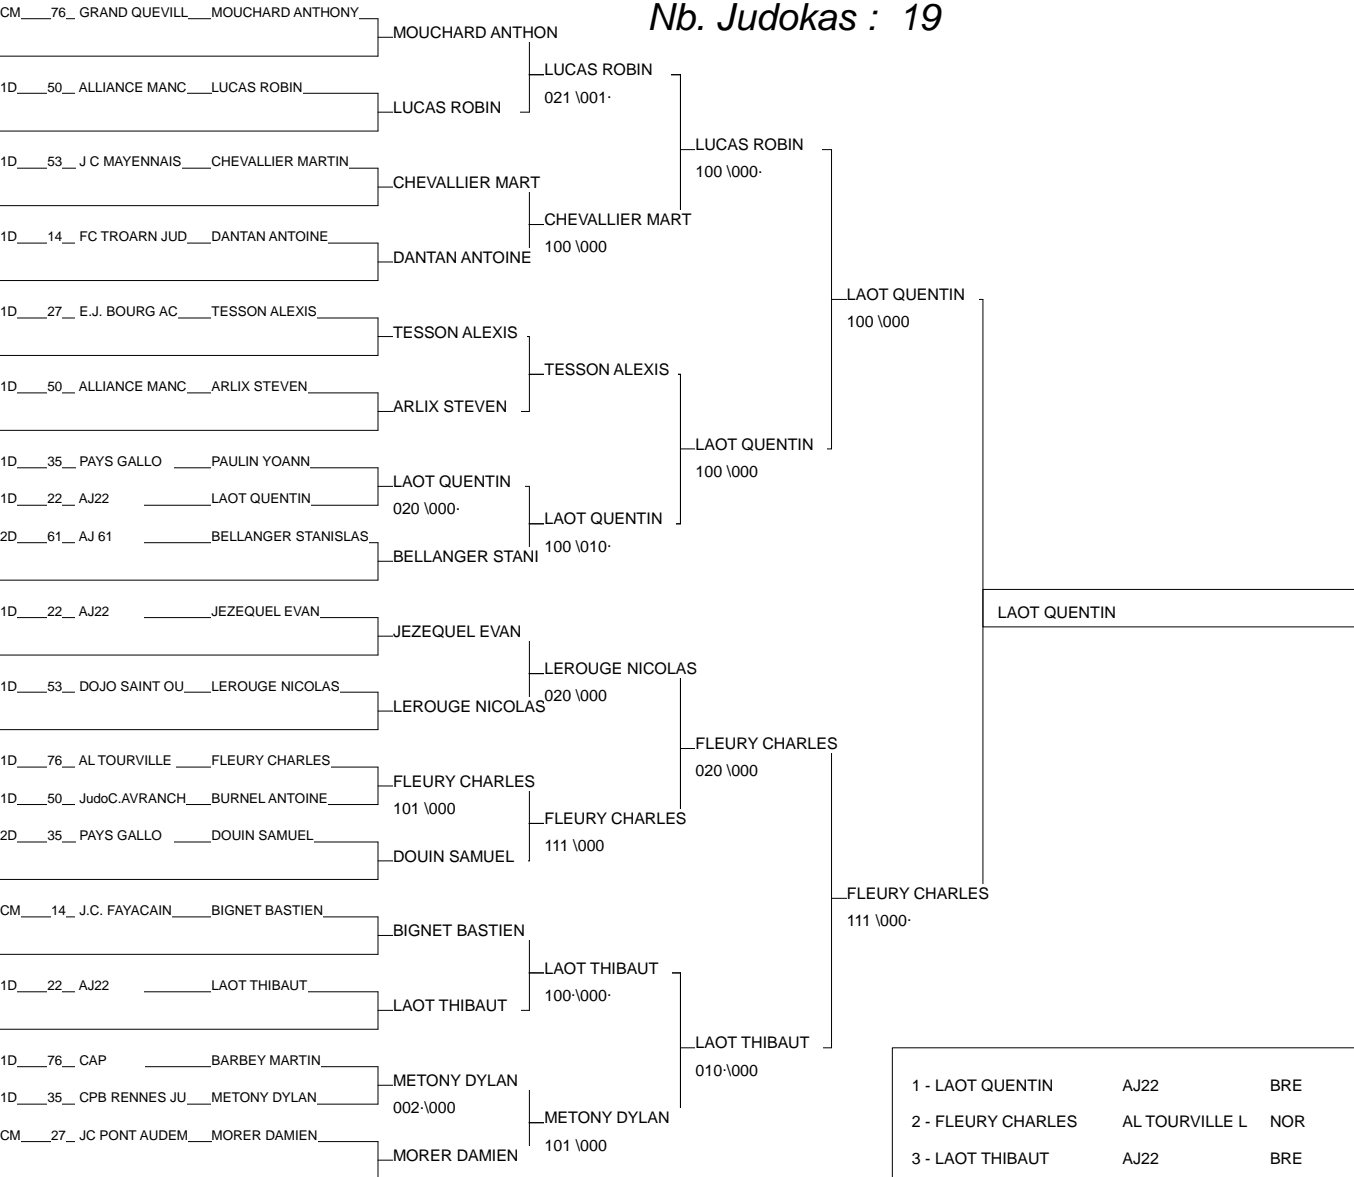 Nb. Judokas : 19
CM 76 GRAND QUEVILL MOUCHARD ANTHONY
MOUCHARD ANTHON
LUCAS ROBIN
021 \001·
1D 50 ALLIANCE MANC LUCAS ROBIN
LUCAS ROBIN
LUCAS ROBIN
100 \000·
1D 53 J C MAYENNAIS CHEVALLIER MARTIN
CHEVALLIER MART
CHEVALLIER MART
100 \000
1D 14 FC TROARN JUD DANTAN ANTOINE
DANTAN ANTOINE
LAOT QUENTIN
100 \000
1D 27 E.J. BOURG AC TESSON ALEXIS
TESSON ALEXIS
TESSON ALEXIS
1D 50 ALLIANCE MANC ARLIX STEVEN
ARLIX STEVEN
LAOT QUENTIN
100 \000
1D 35 PAYS GALLO PAULIN YOANN
LAOT QUENTIN
020 \000·
1D 22 AJ22 LAOT QUENTIN
LAOT QUENTIN
100 \010·
2D 61 AJ 61 BELLANGER STANISLAS
BELLANGER STANI
1D 22 AJ22 JEZEQUEL EVAN
LAOT QUENTIN
JEZEQUEL EVAN
LEROUGE NICOLAS
020 \000
1D 53 DOJO SAINT OU LEROUGE NICOLAS
LEROUGE NICOLAS
FLEURY CHARLES
020 \000
1D 76 AL TOURVILLE FLEURY CHARLES
FLEURY CHARLES
101 \000
1D 50 JudoC.AVRANCH BURNEL ANTOINE
FLEURY CHARLES
111 \000
2D 35 PAYS GALLO DOUIN SAMUEL
DOUIN SAMUEL
FLEURY CHARLES
111 \000·
CM 14 J.C. FAYACAIN BIGNET BASTIEN
BIGNET BASTIEN
LAOT THIBAUT
100·\000·
1D 22 AJ22 LAOT THIBAUT
LAOT THIBAUT
LAOT THIBAUT
010·\000
1D 76 CAP BARBEY MARTIN
METONY DYLAN
002·\000
1D 35 CPB RENNES JU METONY DYLAN
METONY DYLAN
101 \000
CM 27 JC PONT AUDEM MORER DAMIEN
MORER DAMIEN
1 - LAOT QUENTIN AJ22 BRE
2 - FLEURY CHARLES AL TOURVILLE L NOR
3 - LAOT THIBAUT AJ22 BRE